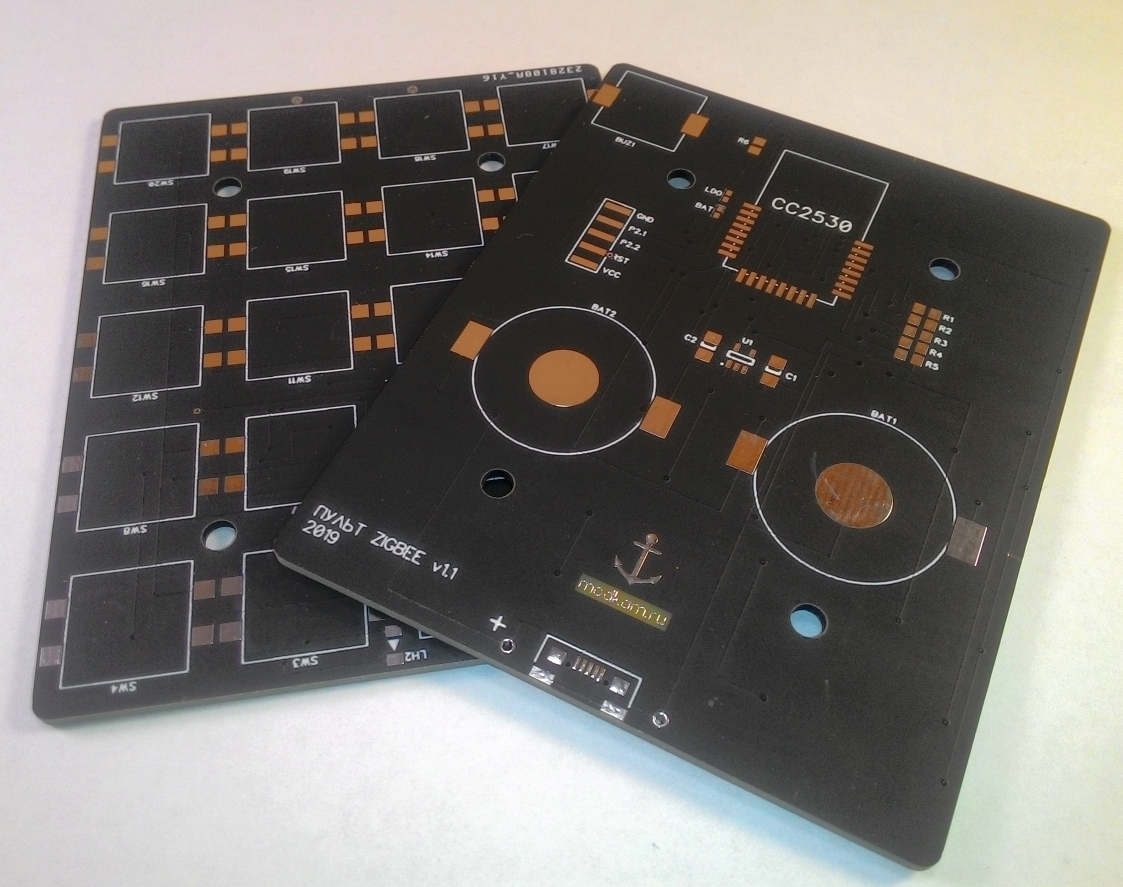 2328108A_Y16
SW20
SW19
SW18
SW17
SW16
SW15
SW14
SW12
SW11
SW8
SW4
SW3
LH2
BUZ1
R6
CC2530
LDO
BAT
GND
P2.1
P2.2
RST
VCC
BAT2
C2
U1
C1
R1
R2
R3
R4
R5
BAT1
ПУЛЬТ ZIGBEE v1.1
2019
modkam.ru
+